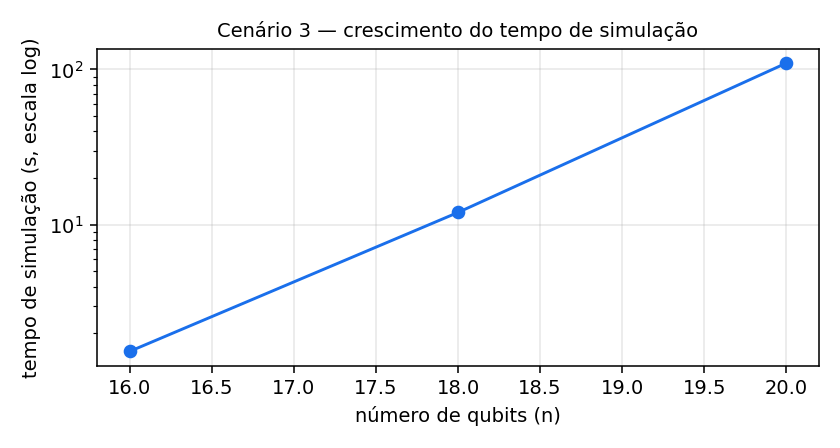 Cenário 3 — crescimento do tempo de simulação
tempo de simulação (s, escala log)
10²
10¹
16.0 16.5 17.0 17.5 18.0 18.5 19.0 19.5 20.0
número de qubits (n)